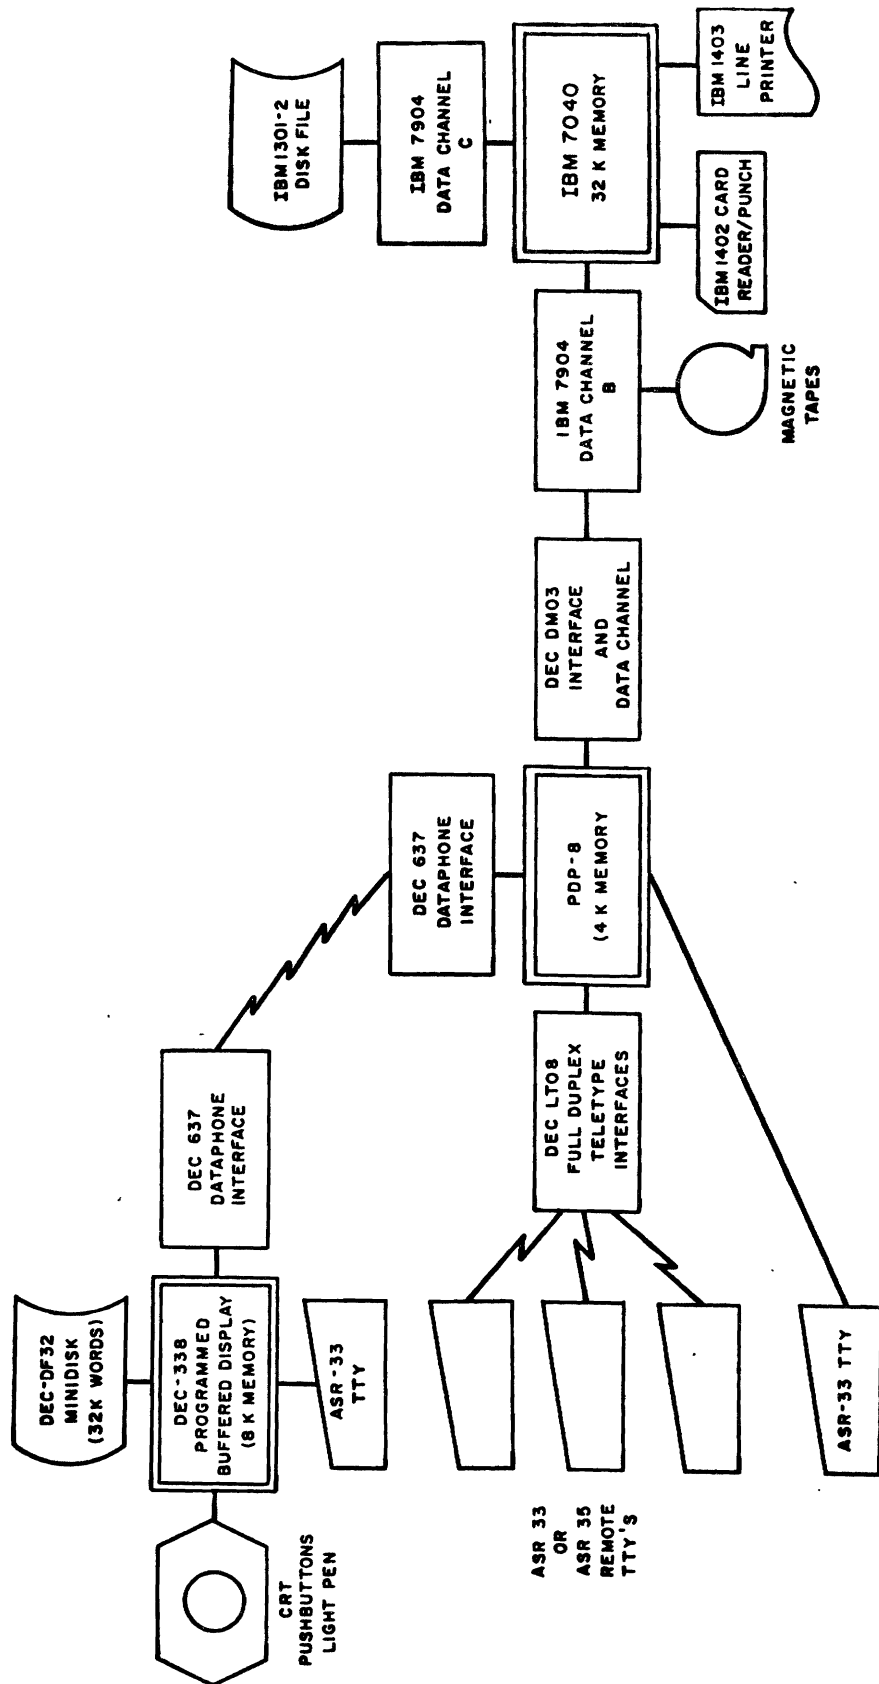 DEC-DF32
MINIDISK
(32K WORDS)
CRT
PUSHBUTTONS
LIGHT PEN
DEC-338
PROGRAMMED
BUFFERED DISPLAY
(8K MEMORY)
DEC 637
DATAPHONE
INTERFACE
ASR-33
TTY
ASR 33
OR
ASR 35
REMOTE
TTY'S
ASR-33 TTY
DEC LT08
FULL DUPLEX
TELETYPE
INTERFACES
DEC 637
DATAPHONE
INTERFACE
PDP-8
(4K MEMORY)
DEC DM03
INTERFACE
AND
DATA CHANNEL
IBM 7904
DATA CHANNEL
B
MAGNETIC
TAPES
IBM 1301-2
DISK FILE
IBM 7904
DATA CHANNEL
C
IBM 7040
32K MEMORY
IBM 1402 CARD
READER/PUNCH
IBM 1403
LINE
PRINTER